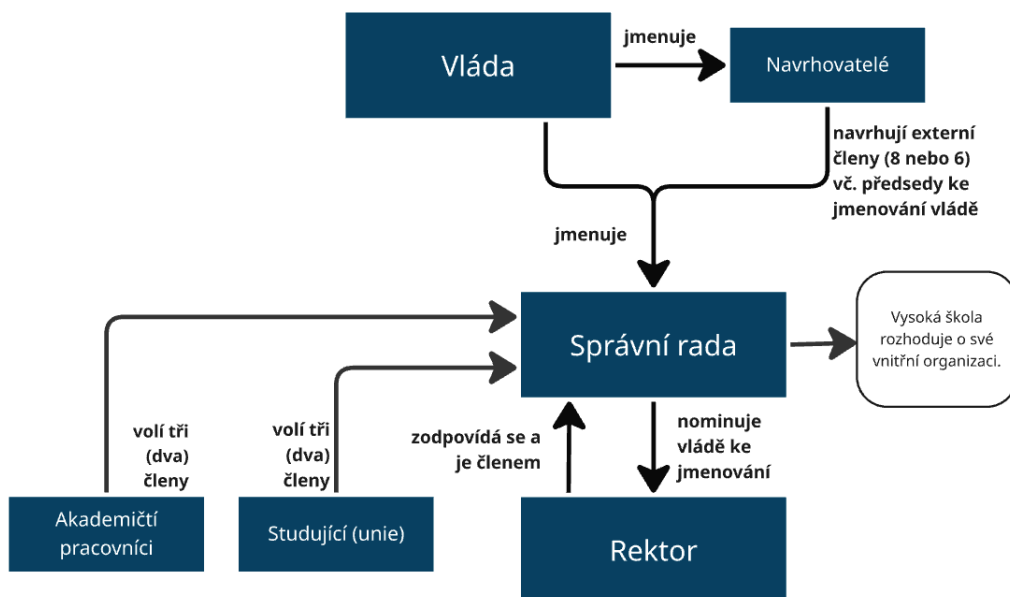 Vláda
jmenuje
Navrhovatelé
navrhují externí
členy (8 nebo 6)
vč. předsedy ke
jmenování vládě
jmenuje
Správní rada
Vysoká škola
rozhoduje o své
vnitřní organizaci.
volí tři
(dva)
členy
volí tři
(dva)
členy
zodpovídá se a
je členem
nominuje
vládě ke
jmenování
Akademičtí
pracovníci
Studující (unie)
Rektor